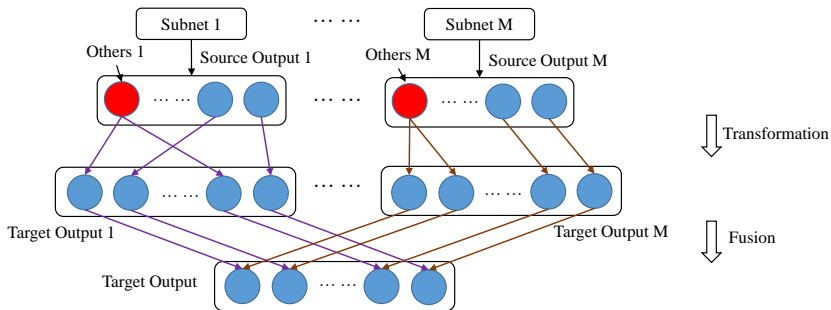 Subnet 1
… …
Subnet M
Others 1
Source Output 1
Others M
Source Output M
… …
… …
… …
Transformation
… …
… …
… …
Target Output 1
Target Output M
Fusion
Target Output
… …